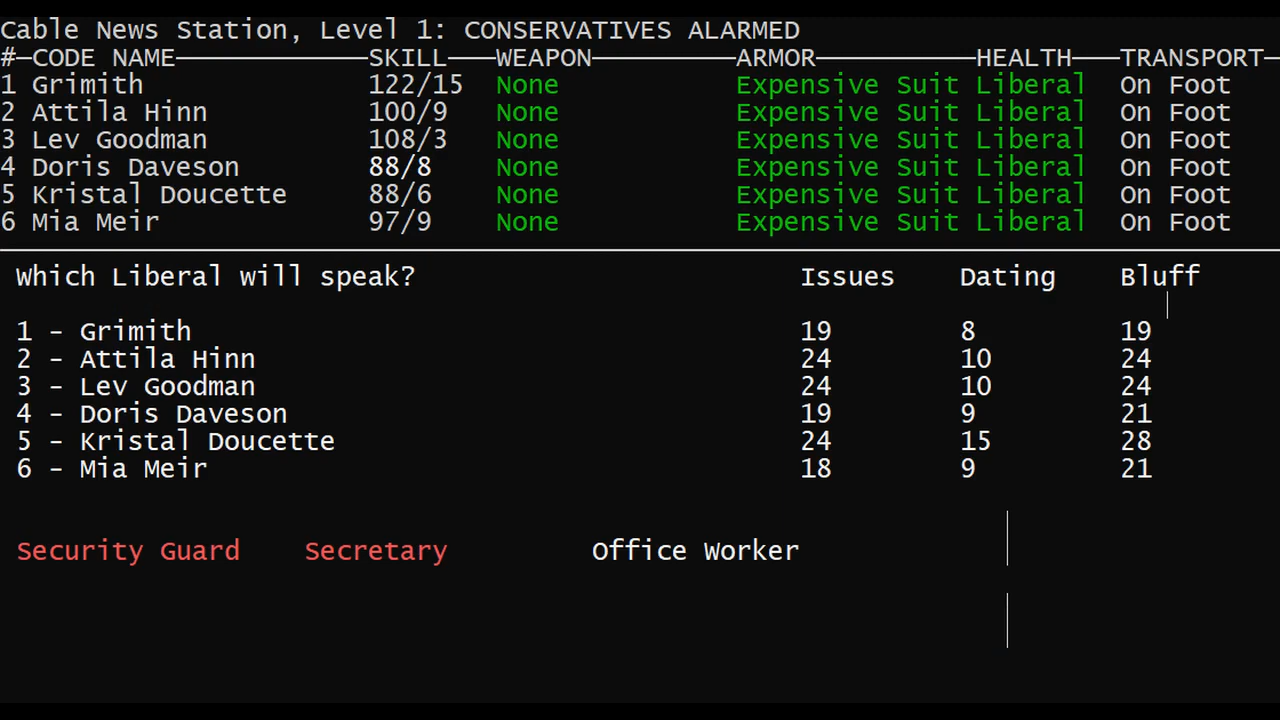 Cable News Station, Level 1: CONSERVATIVES ALARMED
#—CODE NAME SKILL WEAPON ARMOR HEALTH TRANSPORT
1 Grimith 122/15 None Expensive Suit Liberal On Foot
2 Attila Hinn 100/9 None Expensive Suit Liberal On Foot
3 Lev Goodman 108/3 None Expensive Suit Liberal On Foot
4 Doris Daveson 88/8 None Expensive Suit Liberal On Foot
5 Kristal Doucette 88/6 None Expensive Suit Liberal On Foot
6 Mia Meir 97/9 None Expensive Suit Liberal On Foot
Which Liberal will speak? Issues Dating Bluff
1 - Grimith 19 8 19
2 - Attila Hinn 24 10 24
3 - Lev Goodman 24 10 24
4 - Doris Daveson 19 9 21
5 - Kristal Doucette 24 15 28
6 - Mia Meir 18 9 21
Security Guard Secretary Office Worker